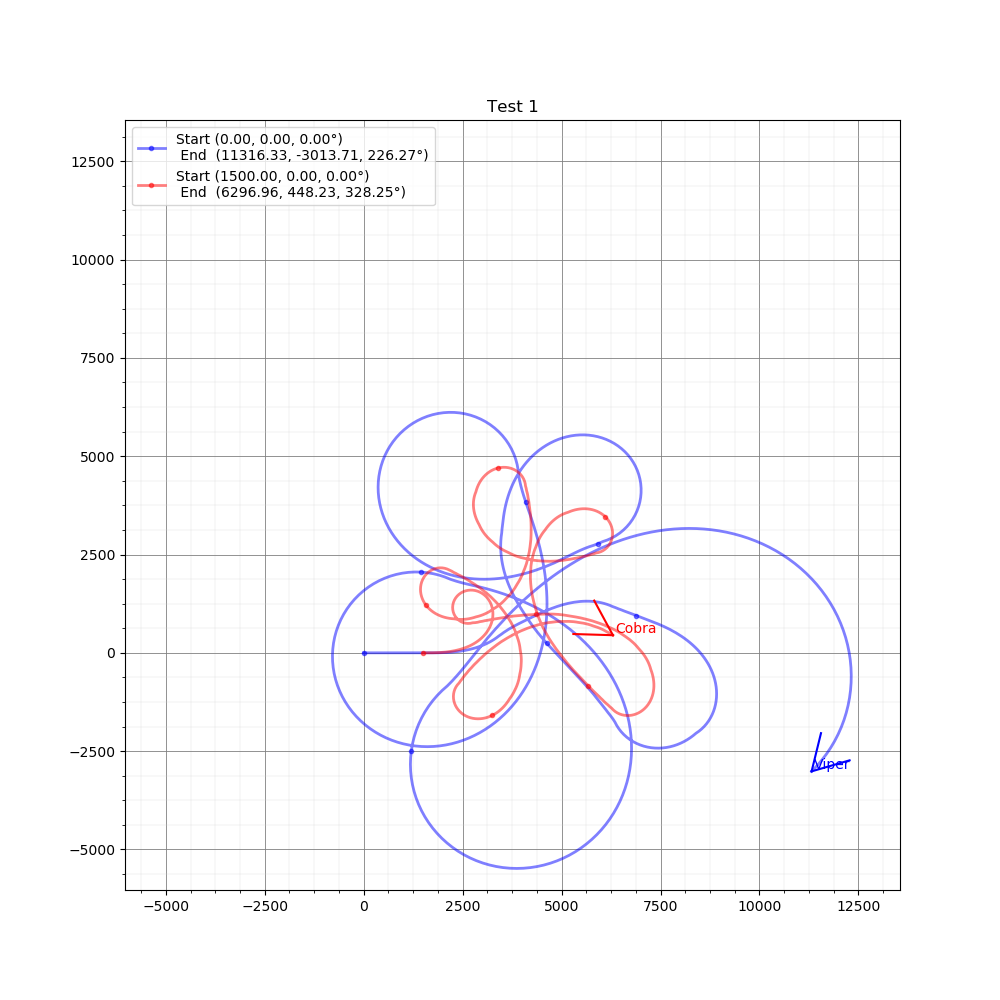 Test 1
Start (0.00, 0.00, 0.00°)
End (11316.33, -3013.71, 226.27°)
Start (1500.00, 0.00, 0.00°)
End (6296.96, 448.23, 328.25°)
12500
10000
7500
5000
2500
0
−2500
−5000
Cobra
Viper
−5000
−2500
0
2500
5000
7500
10000
12500